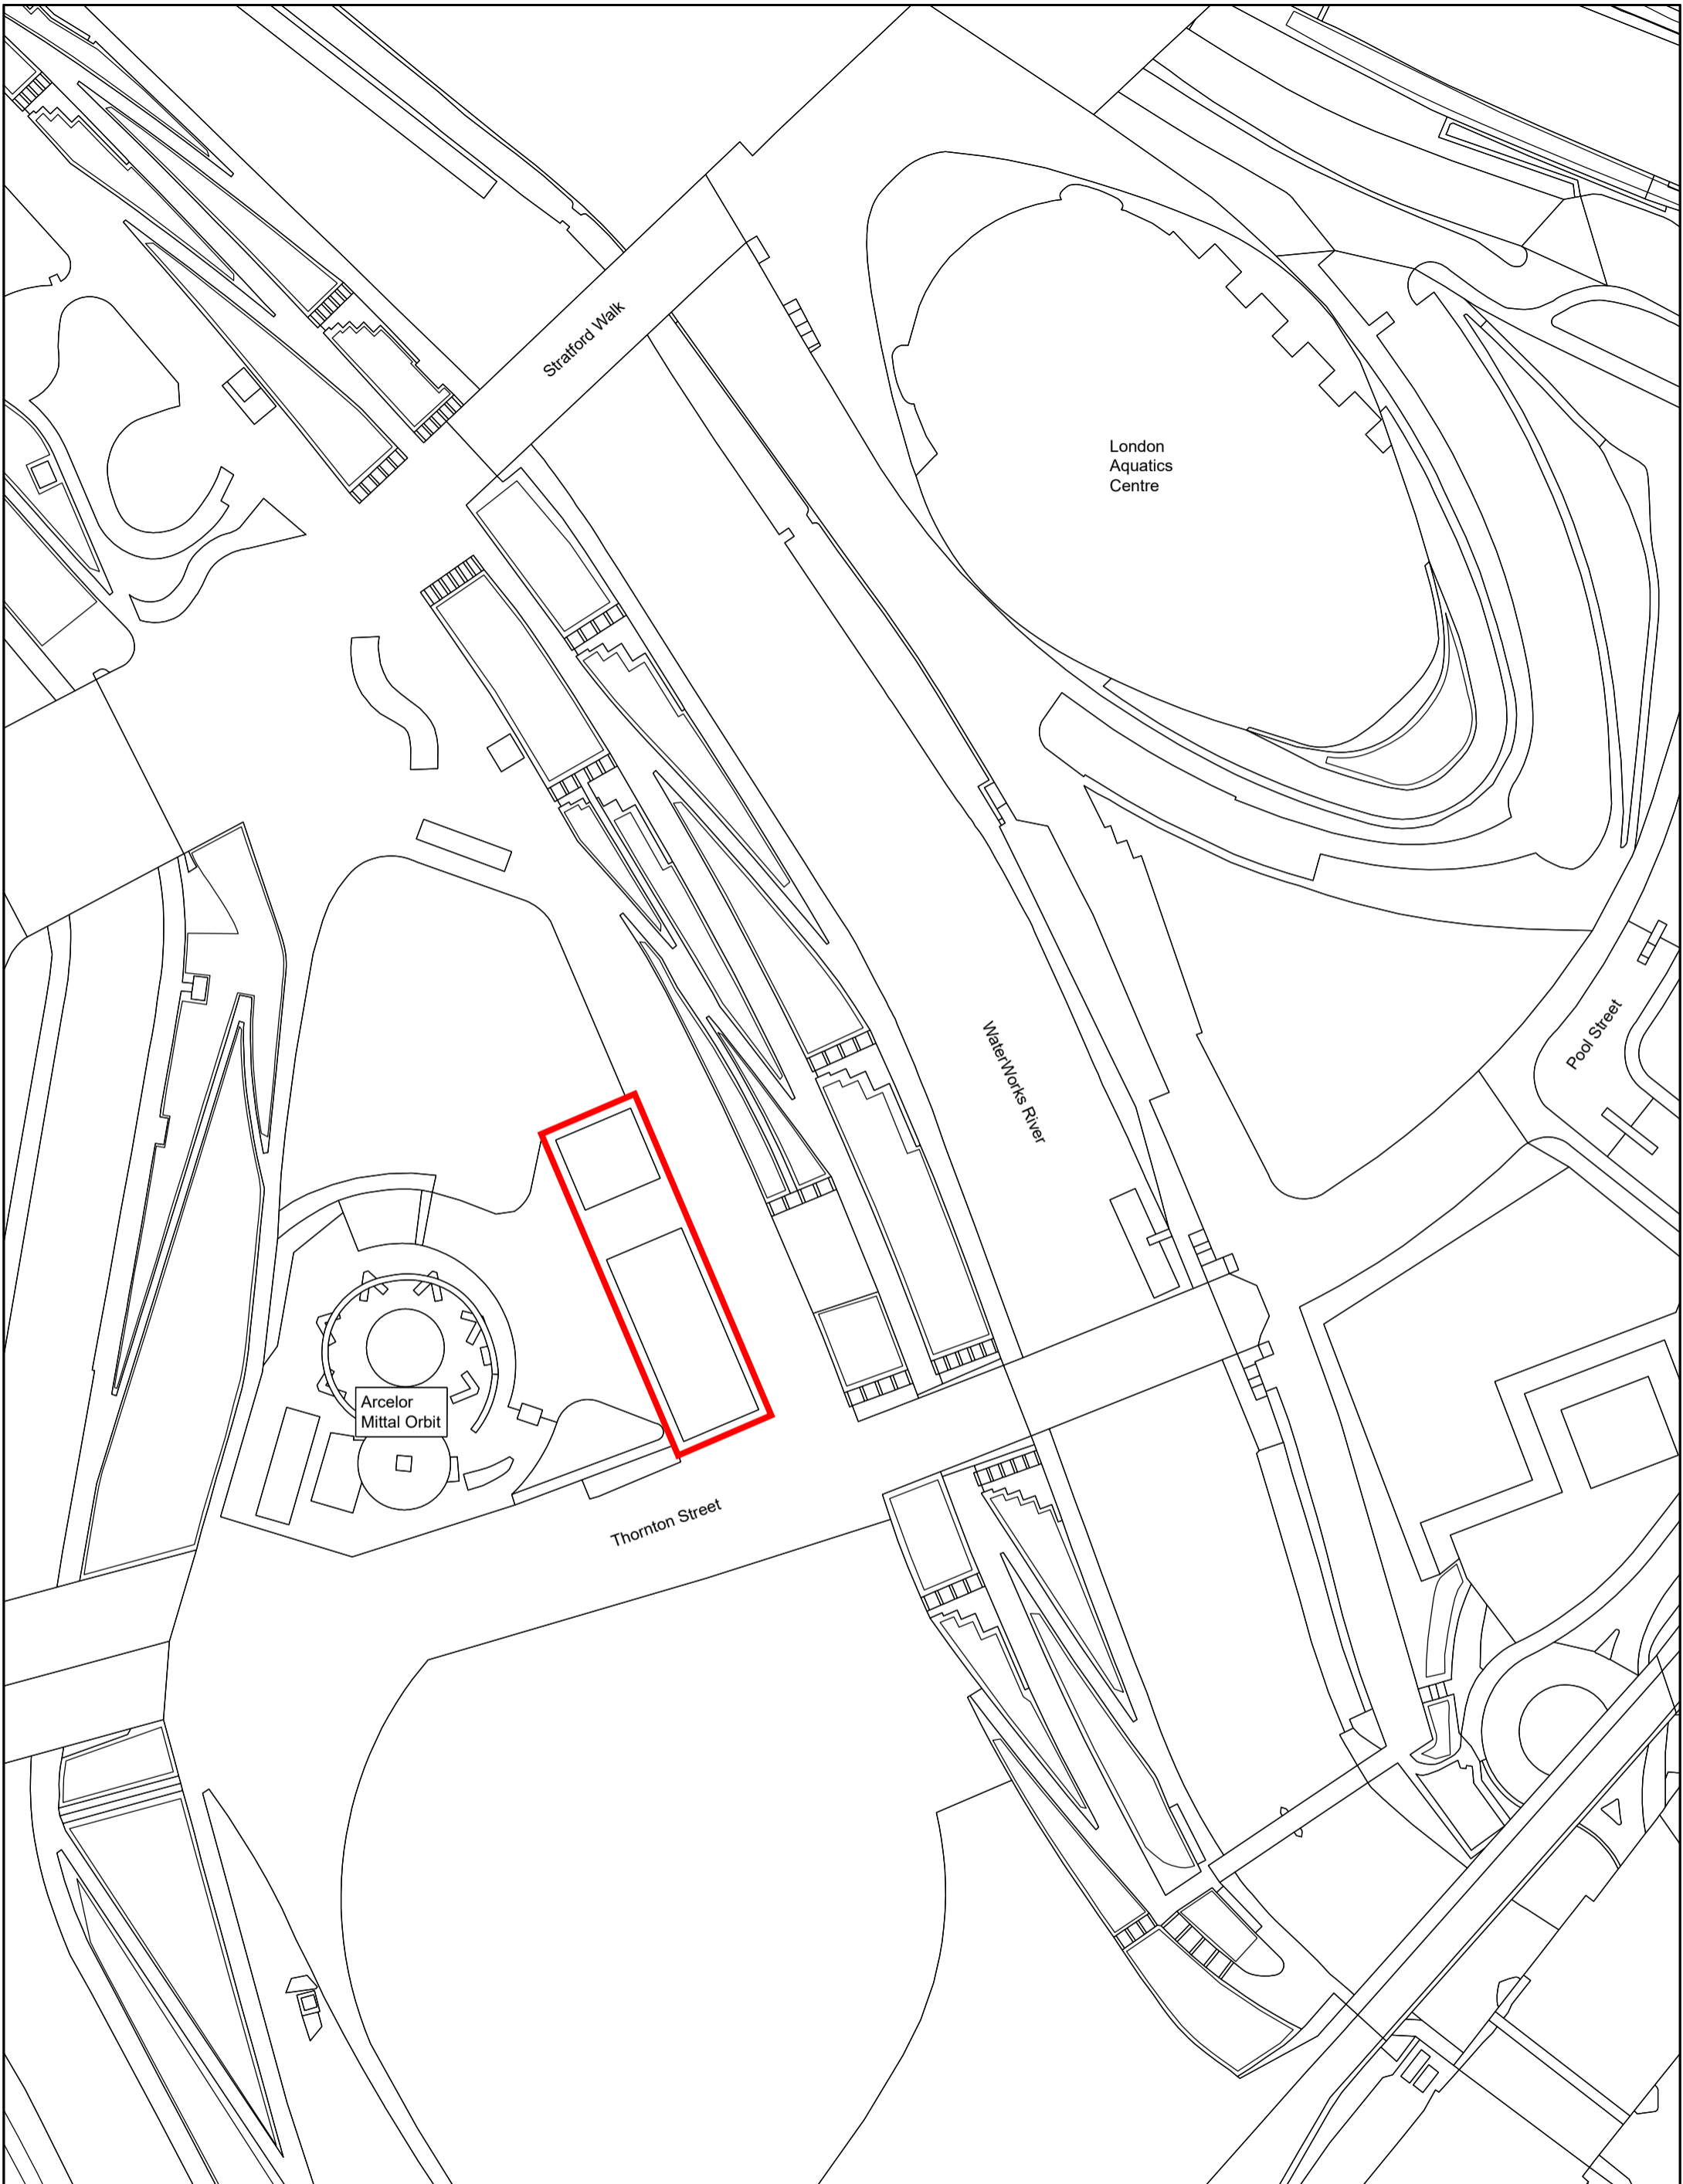 Stratford Walk
London
Aquatics
Centre
WaterWorks River
Pool Street
Arcelor
Mittal Orbit
Thornton Street